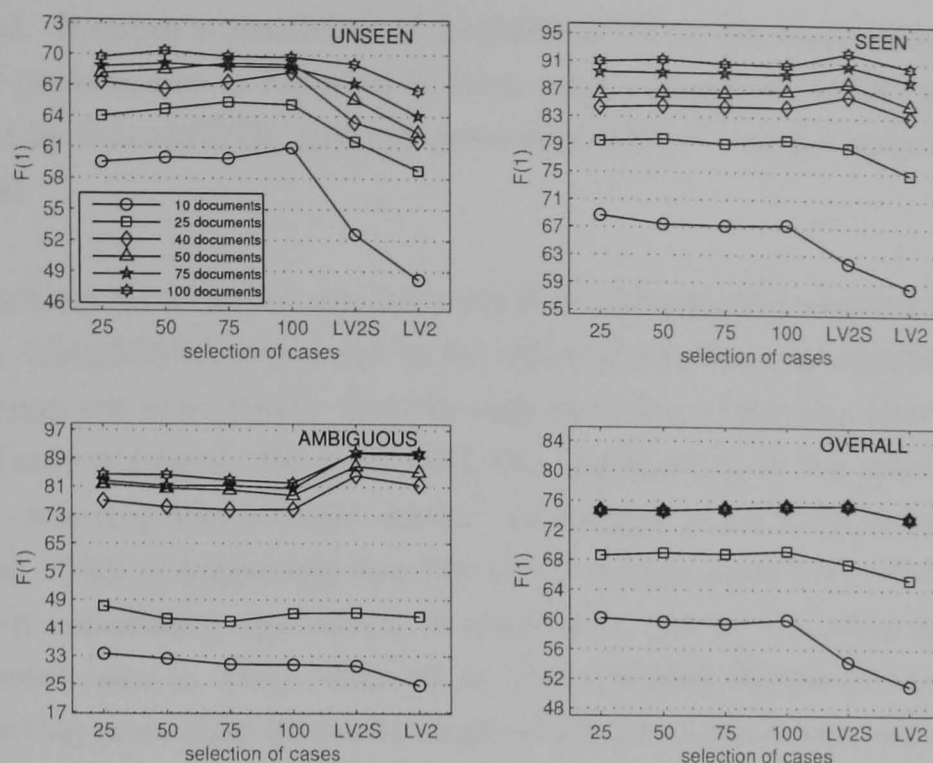 UNSEEN
73
70
67
64
61
58
55
52
49
46
F(1)
10 documents
25 documents
40 documents
50 documents
75 documents
100 documents
25 50 75 100 LV2S LV2
selection of cases
SEEN
95
91
87
83
79
75
71
67
63
59
55
F(1)
25 50 75 100 LV2S LV2
selection of cases
AMBIGUOUS
97
89
81
73
65
57
49
41
33
25
17
F(1)
25 50 75 100 LV2S LV2
selection of cases
OVERALL
84
80
76
72
68
64
60
56
52
48
F(1)
25 50 75 100 LV2S LV2
selection of cases